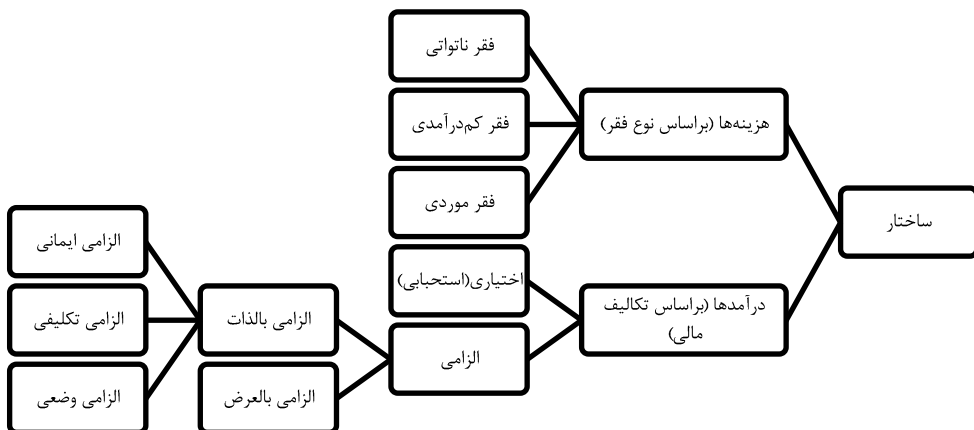 ساختار
هزینه‌ها (براساس نوع فقر)
فقر ناتواتی
فقر کم‌درآمدی
فقر موردی
درآمدها (براساس تکالیف
مالی)
اختیاری(استحبابی)
الزامی
الزامی بالذات
الزامی ایمانی
الزامی تکلیفی
الزامی وضعی
الزامی بالعرض